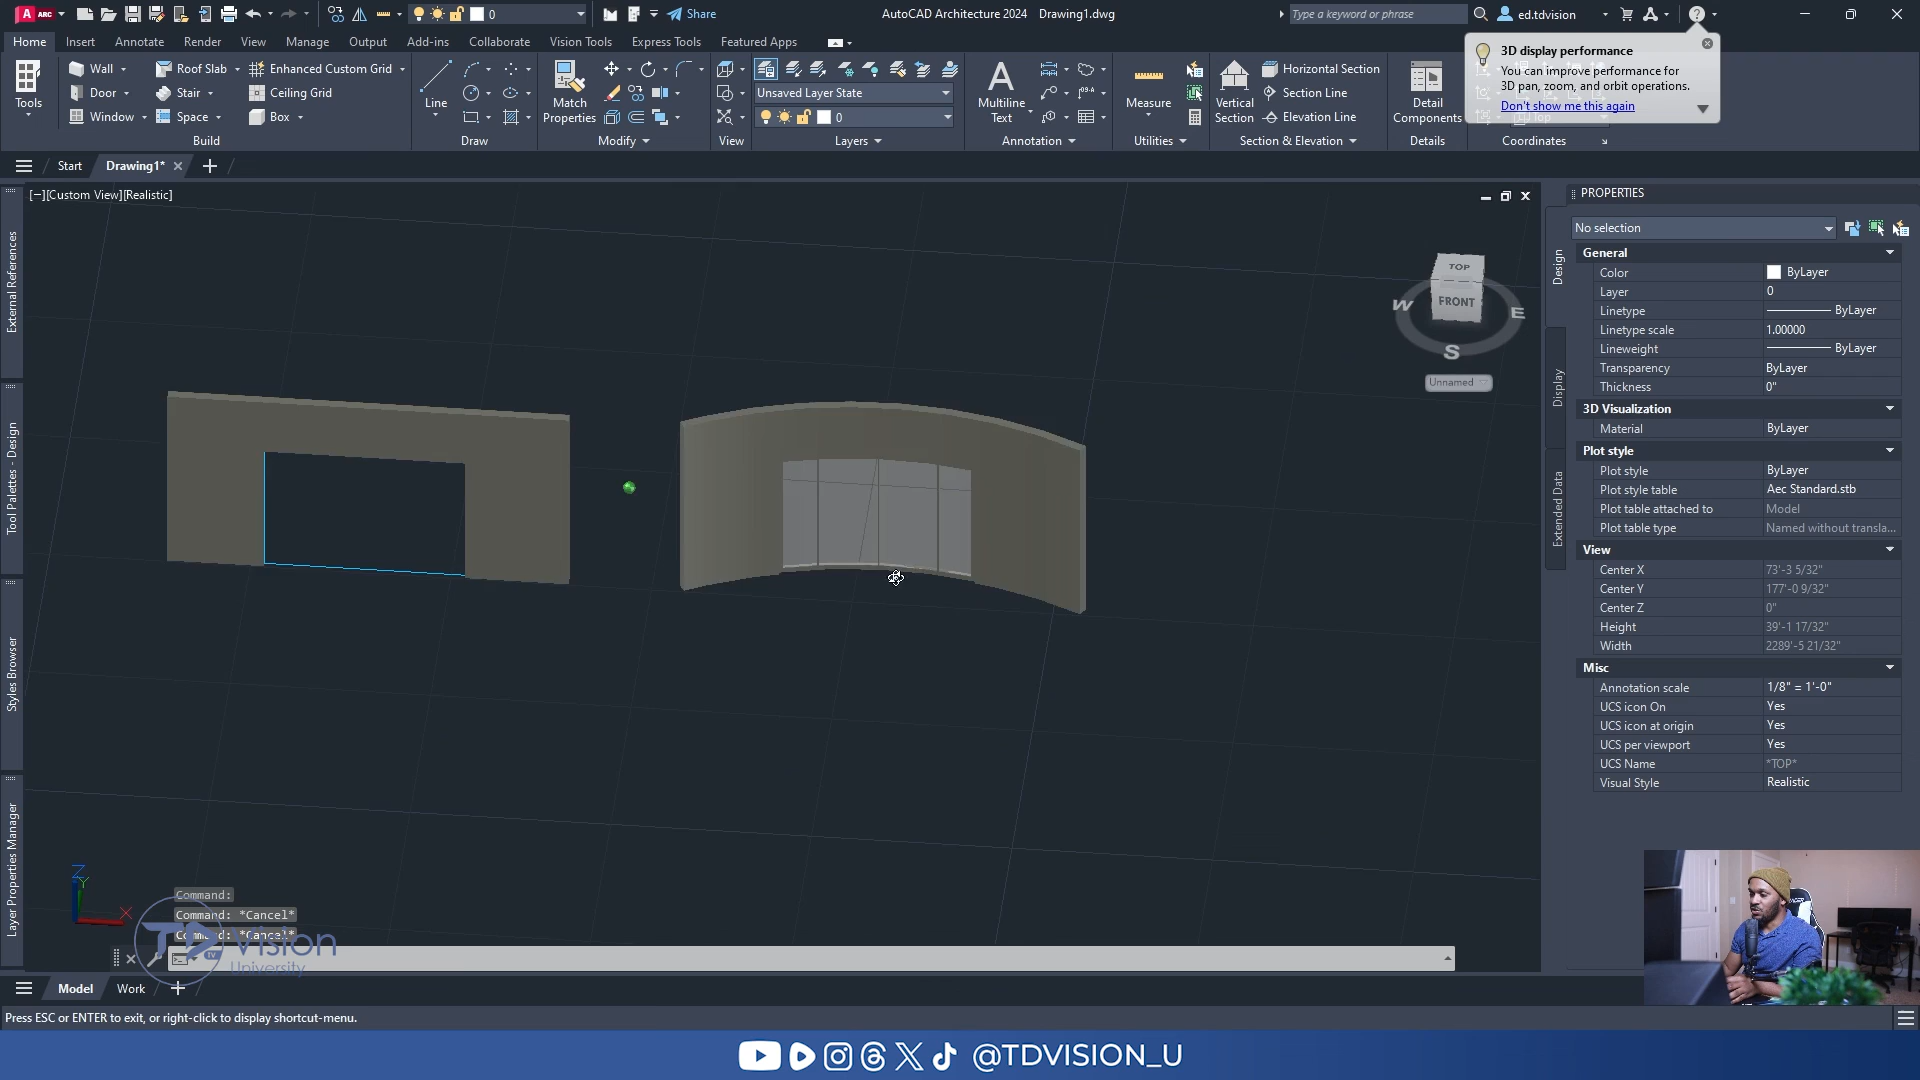 ARC
0
Share
AutoCAD Architecture 2024 Drawing1.dwg
Type a keyword or phrase
ed.tdvision
Home Insert Annotate Render View Manage Output Add-ins Collaborate Vision Tools Express Tools Featured Apps
Tools
Wall
Door
Window
Roof Slab
Stair
Space
Enhanced Custom Grid
Ceiling Grid
Box
Build
Line
Draw
Match
Properties
Modify
View
Unsaved Layer State
0
Layers
Multiline
Text
Annotation
Measure
Utilities
Vertical
Section
Horizontal Section
Section Line
Elevation Line
Section & Elevation
Detail
Components
Details
3D display performance
You can improve performance for
3D pan, zoom, and orbit operations.
Don't show me this again
Top
Coordinates
Start
Drawing1*
[−][Custom View][Realistic]
External References
Tool Palettes - Design
Styles Browser
Layer Properties Manager
TOP
FRONT
W
E
S
Unnamed
Design
Display
Extended Data
PROPERTIES
No selection
General
Color ByLayer
Layer 0
Linetype ByLayer
Linetype scale 1.00000
Lineweight ByLayer
Transparency ByLayer
Thickness 0"
3D Visualization
Material ByLayer
Plot style
Plot style ByLayer
Plot style table Aec Standard.stb
Plot table attached to Model
Plot table type Named without transla...
View
Center X 73'-3 5/32"
Center Y 177'-0 9/32"
Center Z 0"
Height 39'-1 17/32"
Width 2289'-5 21/32"
Misc
Annotation scale 1/8" = 1'-0"
UCS icon On Yes
UCS icon at origin Yes
UCS per viewport Yes
UCS Name *TOP*
Visual Style Realistic
Z
Y
X
Command:
Command: *Cancel*
Command: *Cancel*
TD Vision
University
Model Work
Press ESC or ENTER to exit, or right-click to display shortcut-menu.
@TDVISION_U